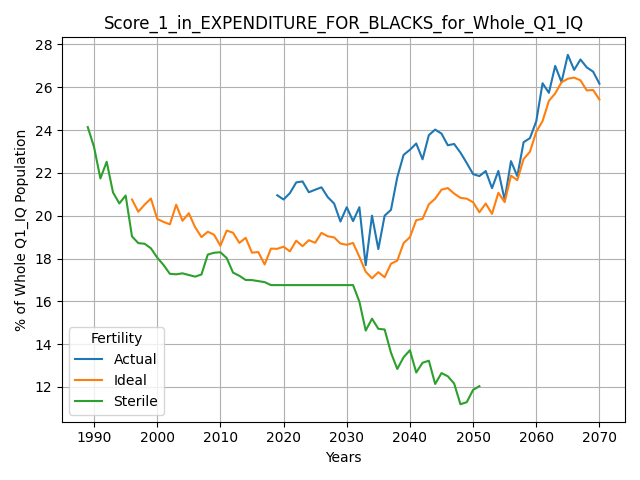 Score_1_in_EXPENDITURE_FOR_BLACKS_for_Whole_Q1_IQ
28
26
24
22
20
18
16
14
12
% of Whole Q1_IQ Population
Fertility
Actual
Ideal
Sterile
1990 2000 2010 2020 2030 2040 2050 2060 2070
Years